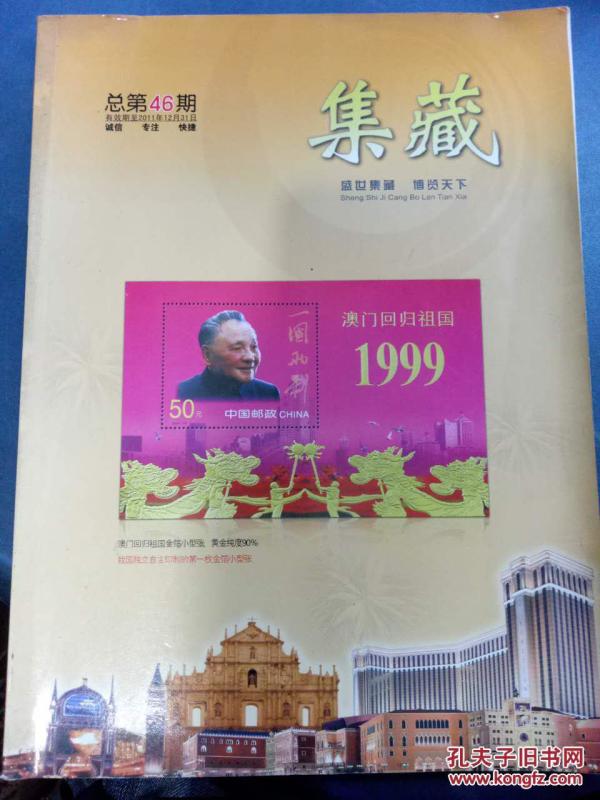 总第46期
有效期至2011年12月31日
诚信 专注 快捷
集藏
盛世集藏 博览天下
Sheng Shi Ji Cang Bo Lan Tian Xia
一国两制
澳门回归祖国
1999
50元
中国邮政 CHINA
澳门回归祖国金箔小型张 黄金纯度90%
我国独立自主印制的第一枚金箔小型张
孔夫子旧书网
www.kongfz.com